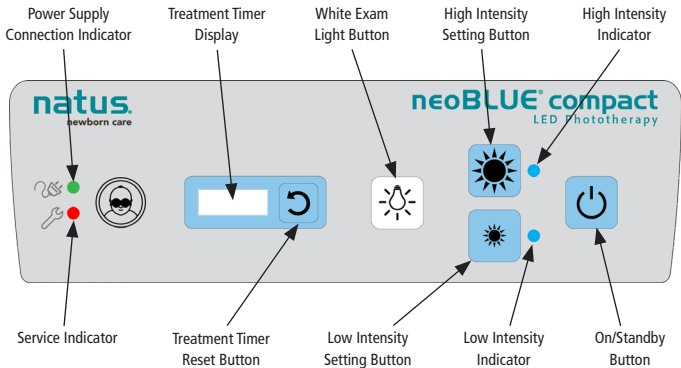 Power Supply
Connection Indicator
Treatment Timer
Display
White Exam
Light Button
High Intensity
Setting Button
High Intensity
Indicator
natus.
newborn care
neoBLUE® compact
LED Phototherapy
Service Indicator
Treatment Timer
Reset Button
Low Intensity
Setting Button
Low Intensity
Indicator
On/Standby
Button